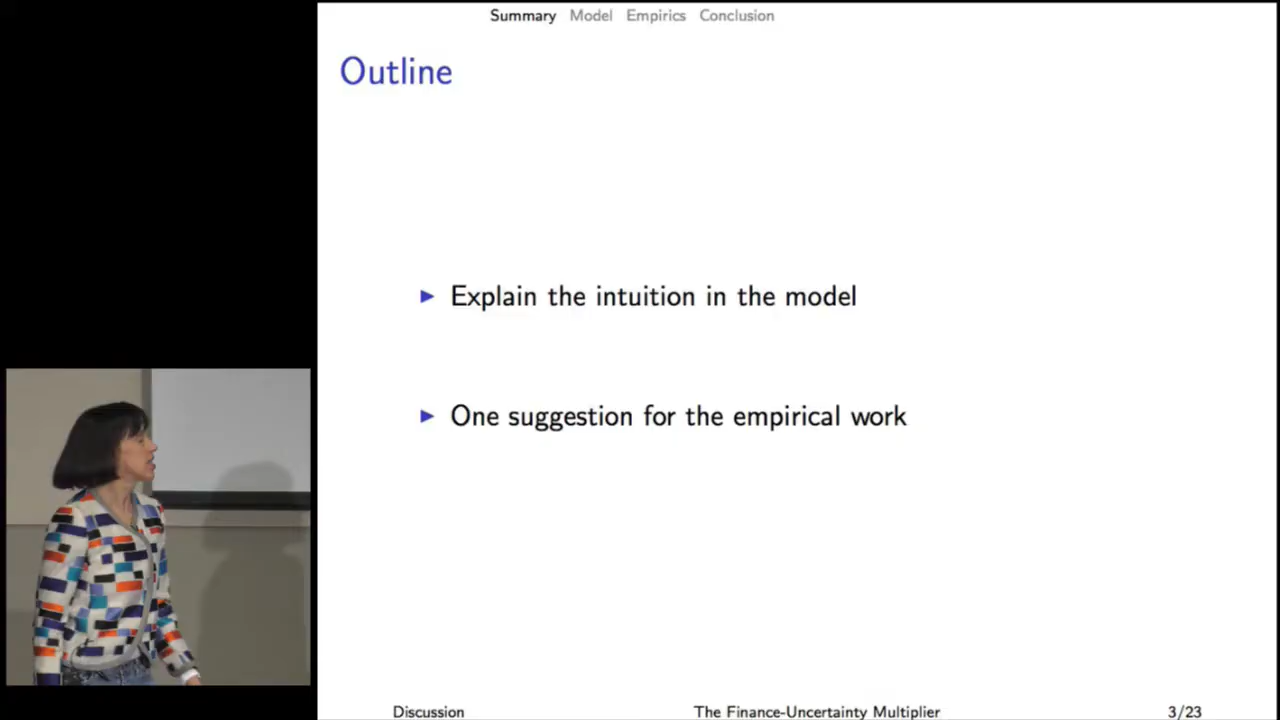 Summary Model Empirics Conclusion
Outline
▶ Explain the intuition in the model
▶ One suggestion for the empirical work
Discussion The Finance-Uncertainty Multiplier 3/23